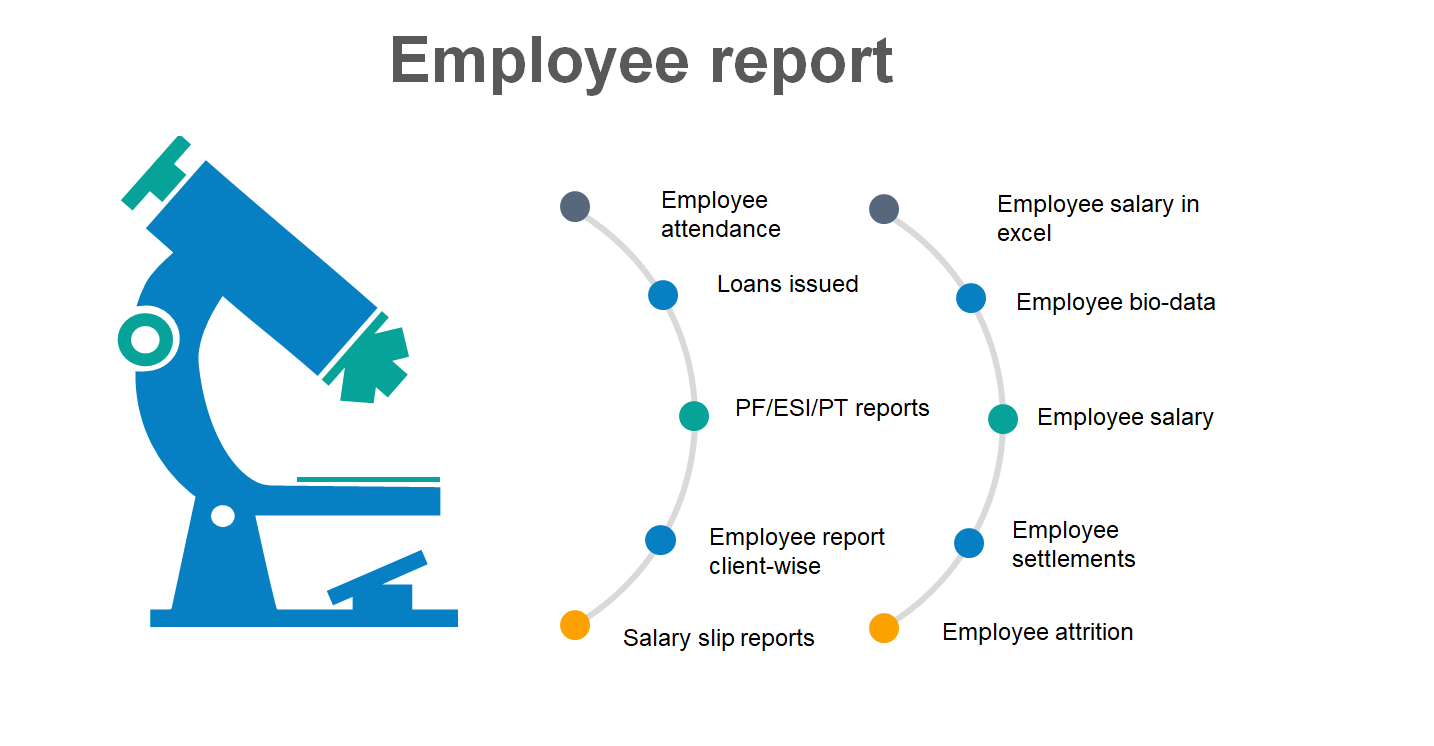 Employee report
Employee
attendance
Loans issued
PF/ESI/PT reports
Employee report
client-wise
Salary slip reports
Employee salary in
excel
Employee bio-data
Employee salary
Employee
settlements
Employee attrition